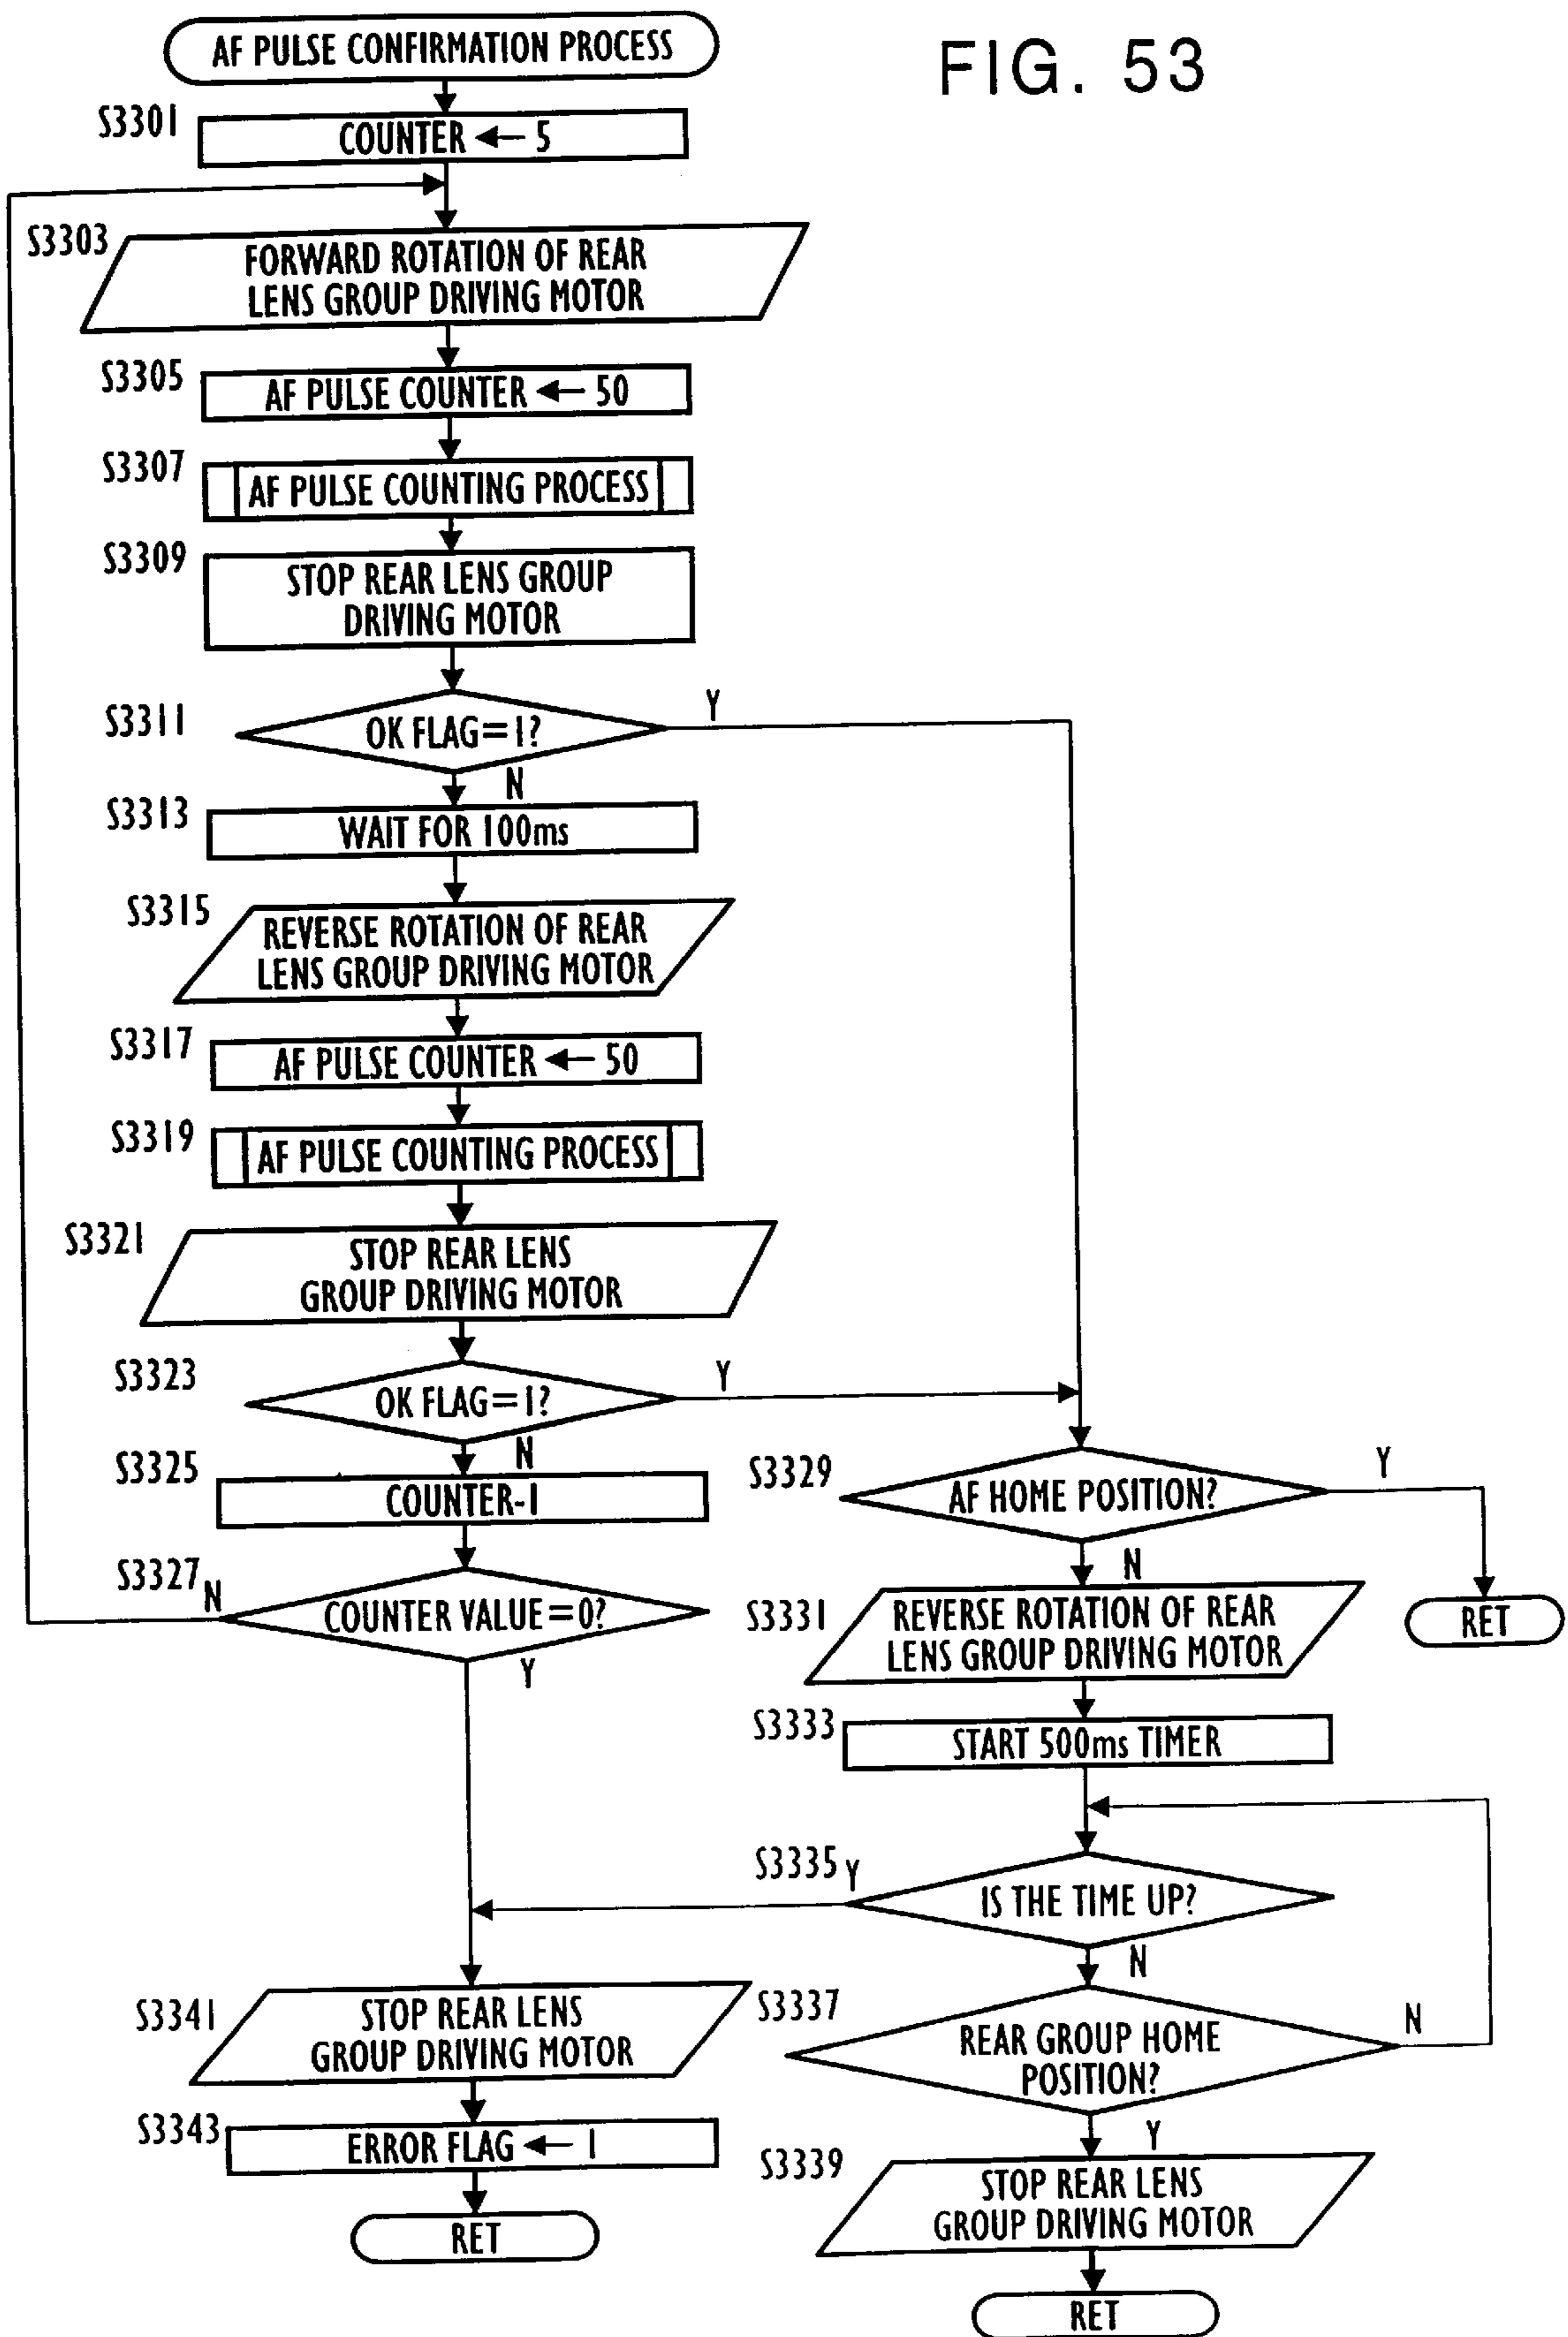 FIG. 53
AF PULSE CONFIRMATION PROCESS
S3301
COUNTER ← 5
S3303
FORWARD ROTATION OF REAR
LENS GROUP DRIVING MOTOR
S3305
AF PULSE COUNTER ← 50
S3307
AF PULSE COUNTING PROCESS
S3309
STOP REAR LENS GROUP
DRIVING MOTOR
S3311
OK FLAG=1?
Y
N
S3313
WAIT FOR 100ms
S3315
REVERSE ROTATION OF REAR
LENS GROUP DRIVING MOTOR
S3317
AF PULSE COUNTER ← 50
S3319
AF PULSE COUNTING PROCESS
S3321
STOP REAR LENS
GROUP DRIVING MOTOR
S3323
OK FLAG=1?
Y
N
S3325
COUNTER-1
S3327
N
COUNTER VALUE=0?
Y
S3329
AF HOME POSITION?
Y
RET
N
S3331
REVERSE ROTATION OF REAR
LENS GROUP DRIVING MOTOR
S3333
START 500ms TIMER
S3335
Y
IS THE TIME UP?
N
S3337
REAR GROUP HOME
POSITION?
N
Y
S3339
STOP REAR LENS
GROUP DRIVING MOTOR
RET
S3341
STOP REAR LENS
GROUP DRIVING MOTOR
S3343
ERROR FLAG ← 1
RET